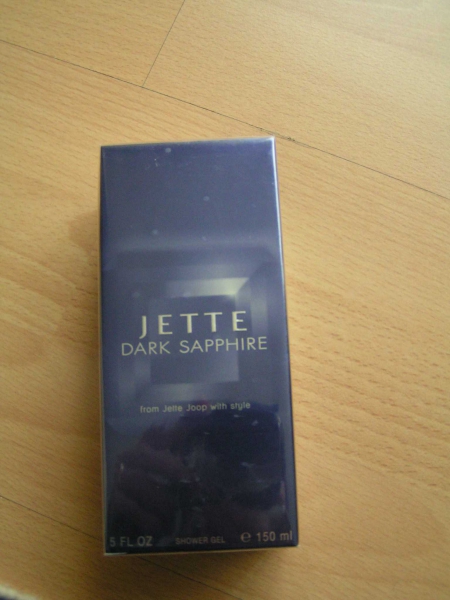 JETTE
DARK SAPPHIRE
from Jette Joop with style
5 FL OZ SHOWER GEL ℮ 150 ml